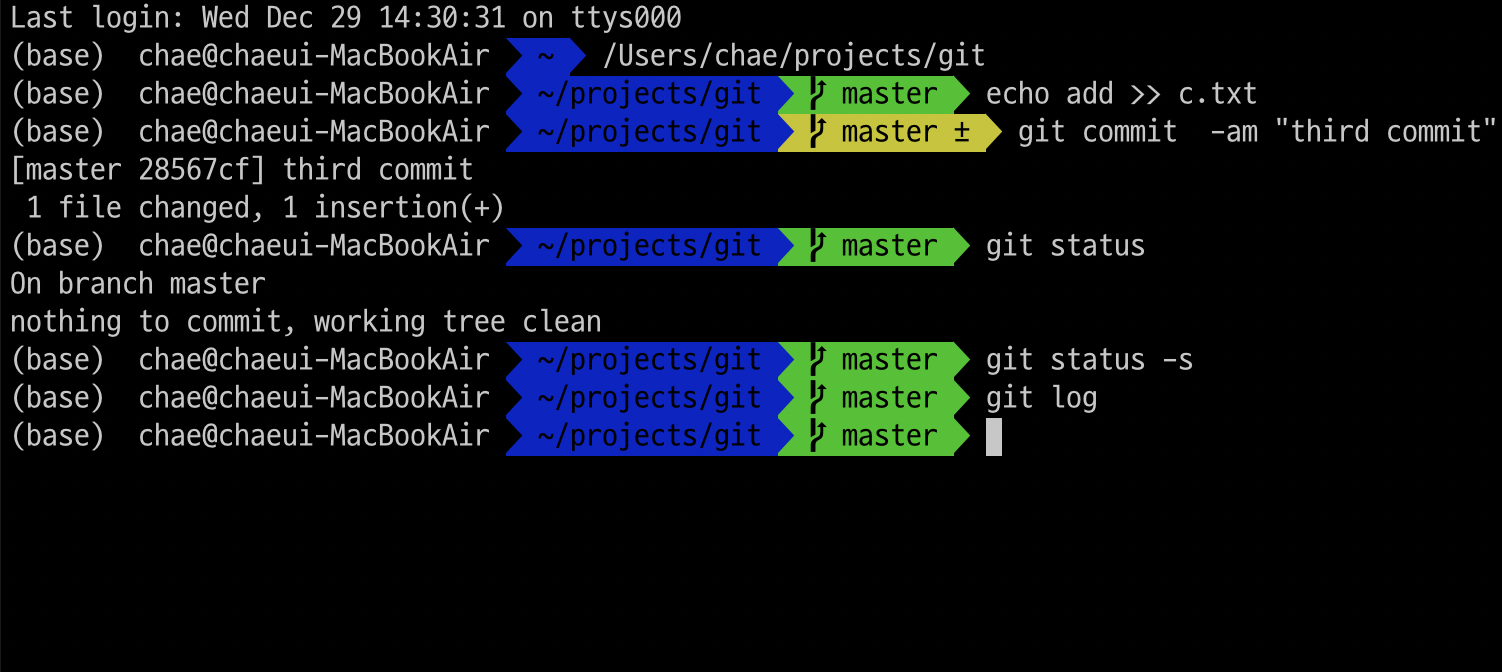 Last login: Wed Dec 29 14:30:31 on ttys000
(base)  chae@chaeui-MacBookAir  ~  /Users/chae/projects/git
(base)  chae@chaeui-MacBookAir  ~/projects/git  master  echo add >> c.txt
(base)  chae@chaeui-MacBookAir  ~/projects/git  master ±  git commit  -am "third commit"
[master 28567cf] third commit
 1 file changed, 1 insertion(+)
(base)  chae@chaeui-MacBookAir  ~/projects/git  master  git status
On branch master
nothing to commit, working tree clean
(base)  chae@chaeui-MacBookAir  ~/projects/git  master  git status -s
(base)  chae@chaeui-MacBookAir  ~/projects/git  master  git log
(base)  chae@chaeui-MacBookAir  ~/projects/git  master